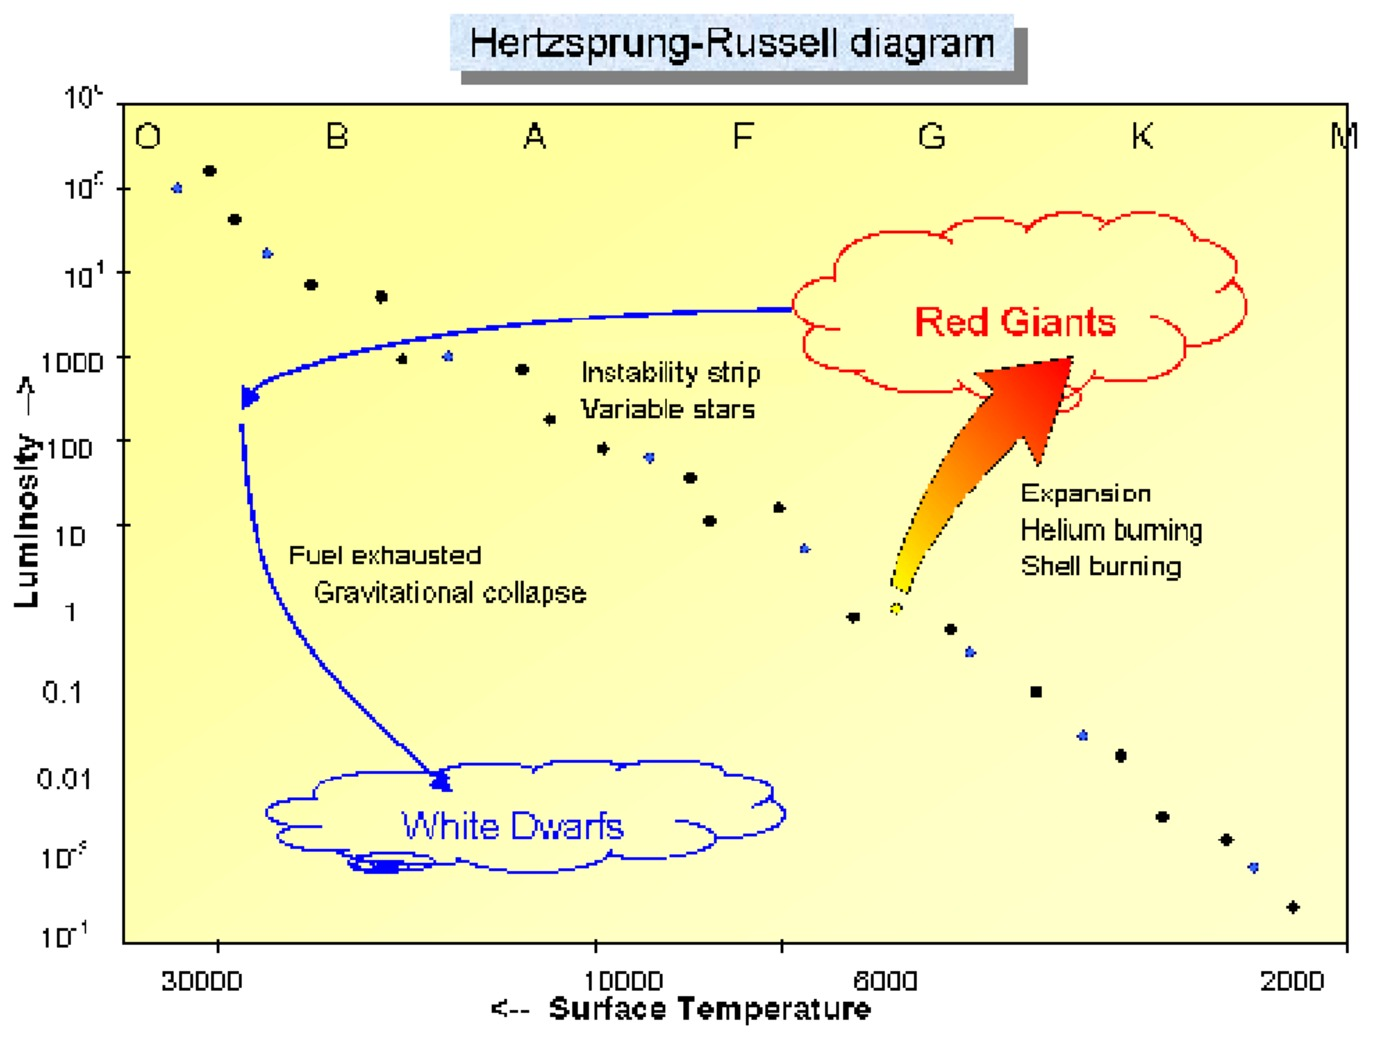 Hertzsprung-Russell diagram
O B A F G K M
1000
100
10
1
0.1
0.01
Luminosity -->
Red Giants
Instability strip
Variable stars
Expansion
Helium burning
Shell burning
Fuel exhausted
Gravitational collapse
White Dwarfs
30000 10000 6000 2000
<-- Surface Temperature